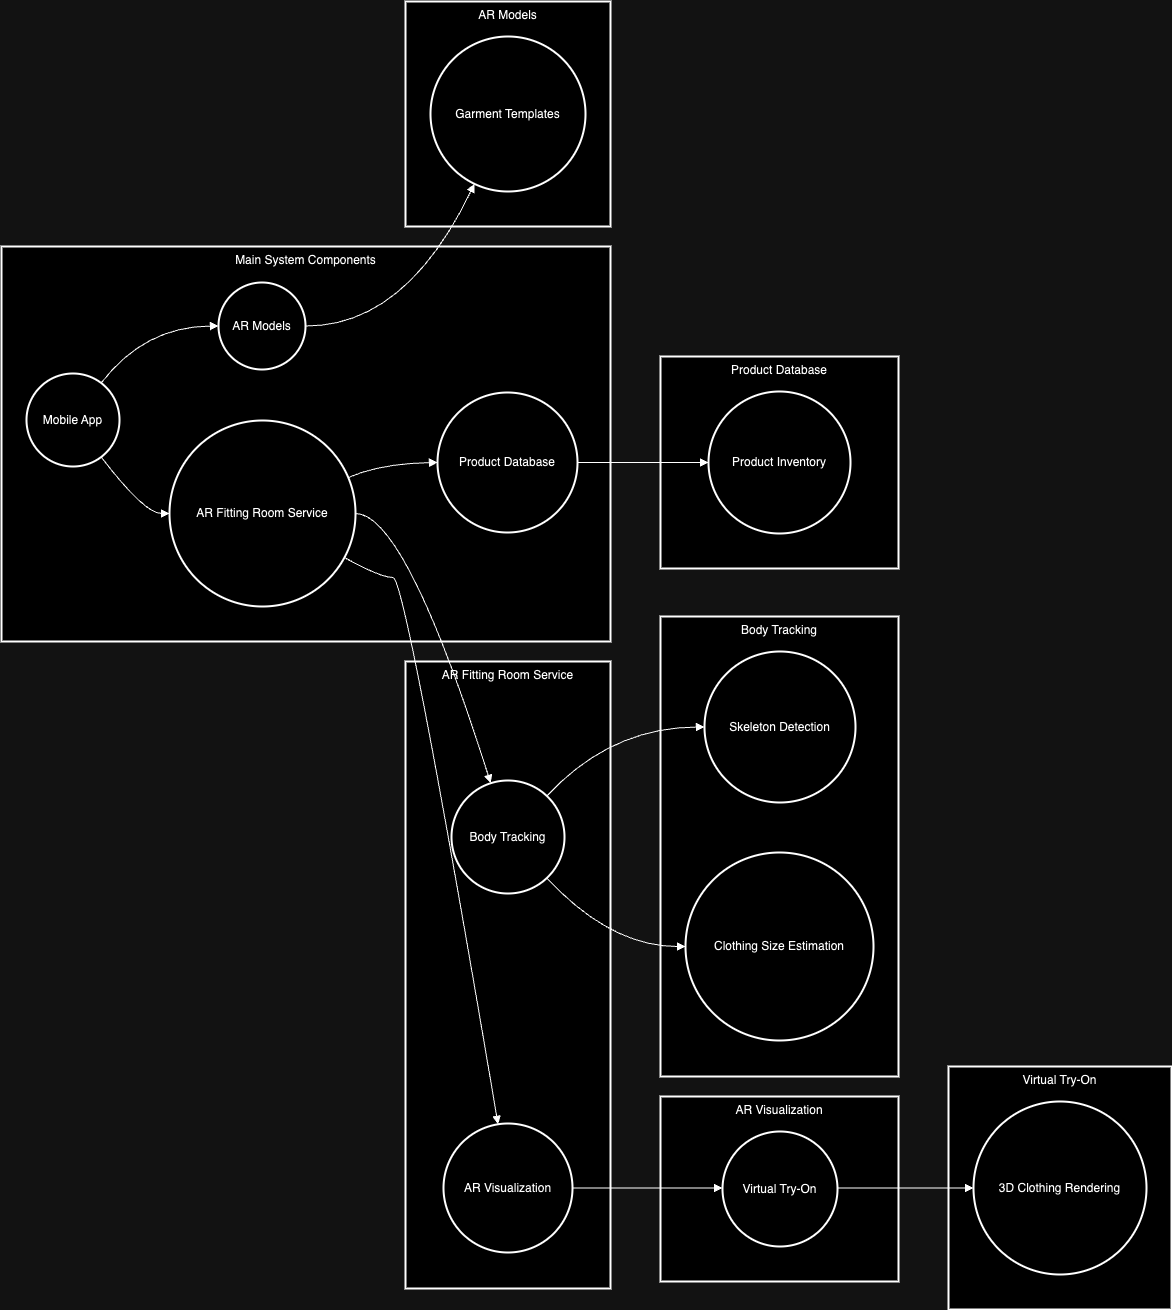 AR Models
Garment Templates
Main System Components
AR Models
Mobile App
AR Fitting Room Service
Product Database
Product Database
Product Inventory
AR Fitting Room Service
Body Tracking
Body Tracking
Skeleton Detection
Clothing Size Estimation
AR Visualization
AR Visualization
Virtual Try-On
Virtual Try-On
3D Clothing Rendering